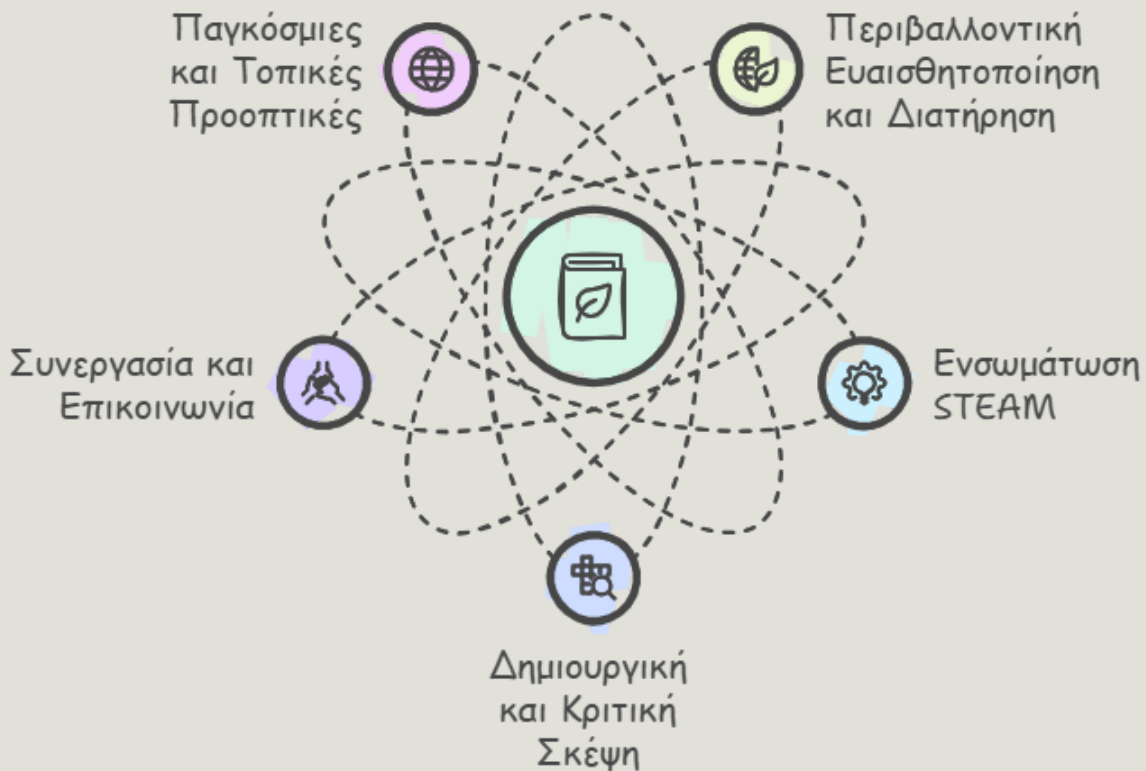 Παγκόσμιες
και Τοπικές
Προοπτικές
Περιβαλλοντική
Ευαισθητοποίηση
και Διατήρηση
Συνεργασία και
Επικοινωνία
Ενσωμάτωση
STEAM
Δημιουργική
και Κριτική
Σκέψη